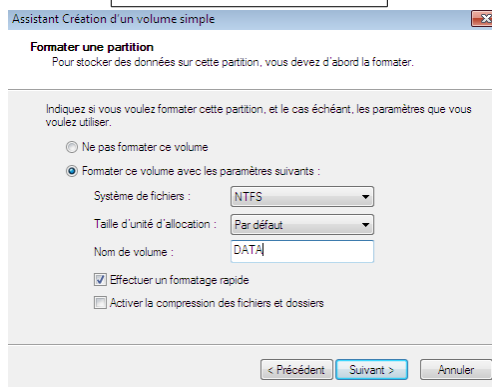 Assistant Création d'un volume simple
Formater une partition
Pour stocker des données sur cette partition, vous devez d'abord la formater.
Indiquez si vous voulez formater cette partition, et le cas échéant, les paramètres que vous
voulez utiliser.
Ne pas formater ce volume
Formater ce volume avec les paramètres suivants :
Système de fichiers : NTFS
Taille d'unité d'allocation : Par défaut
Nom de volume : DATA
Effectuer un formatage rapide
Activer la compression des fichiers et dossiers
< Précédent Suivant > Annuler